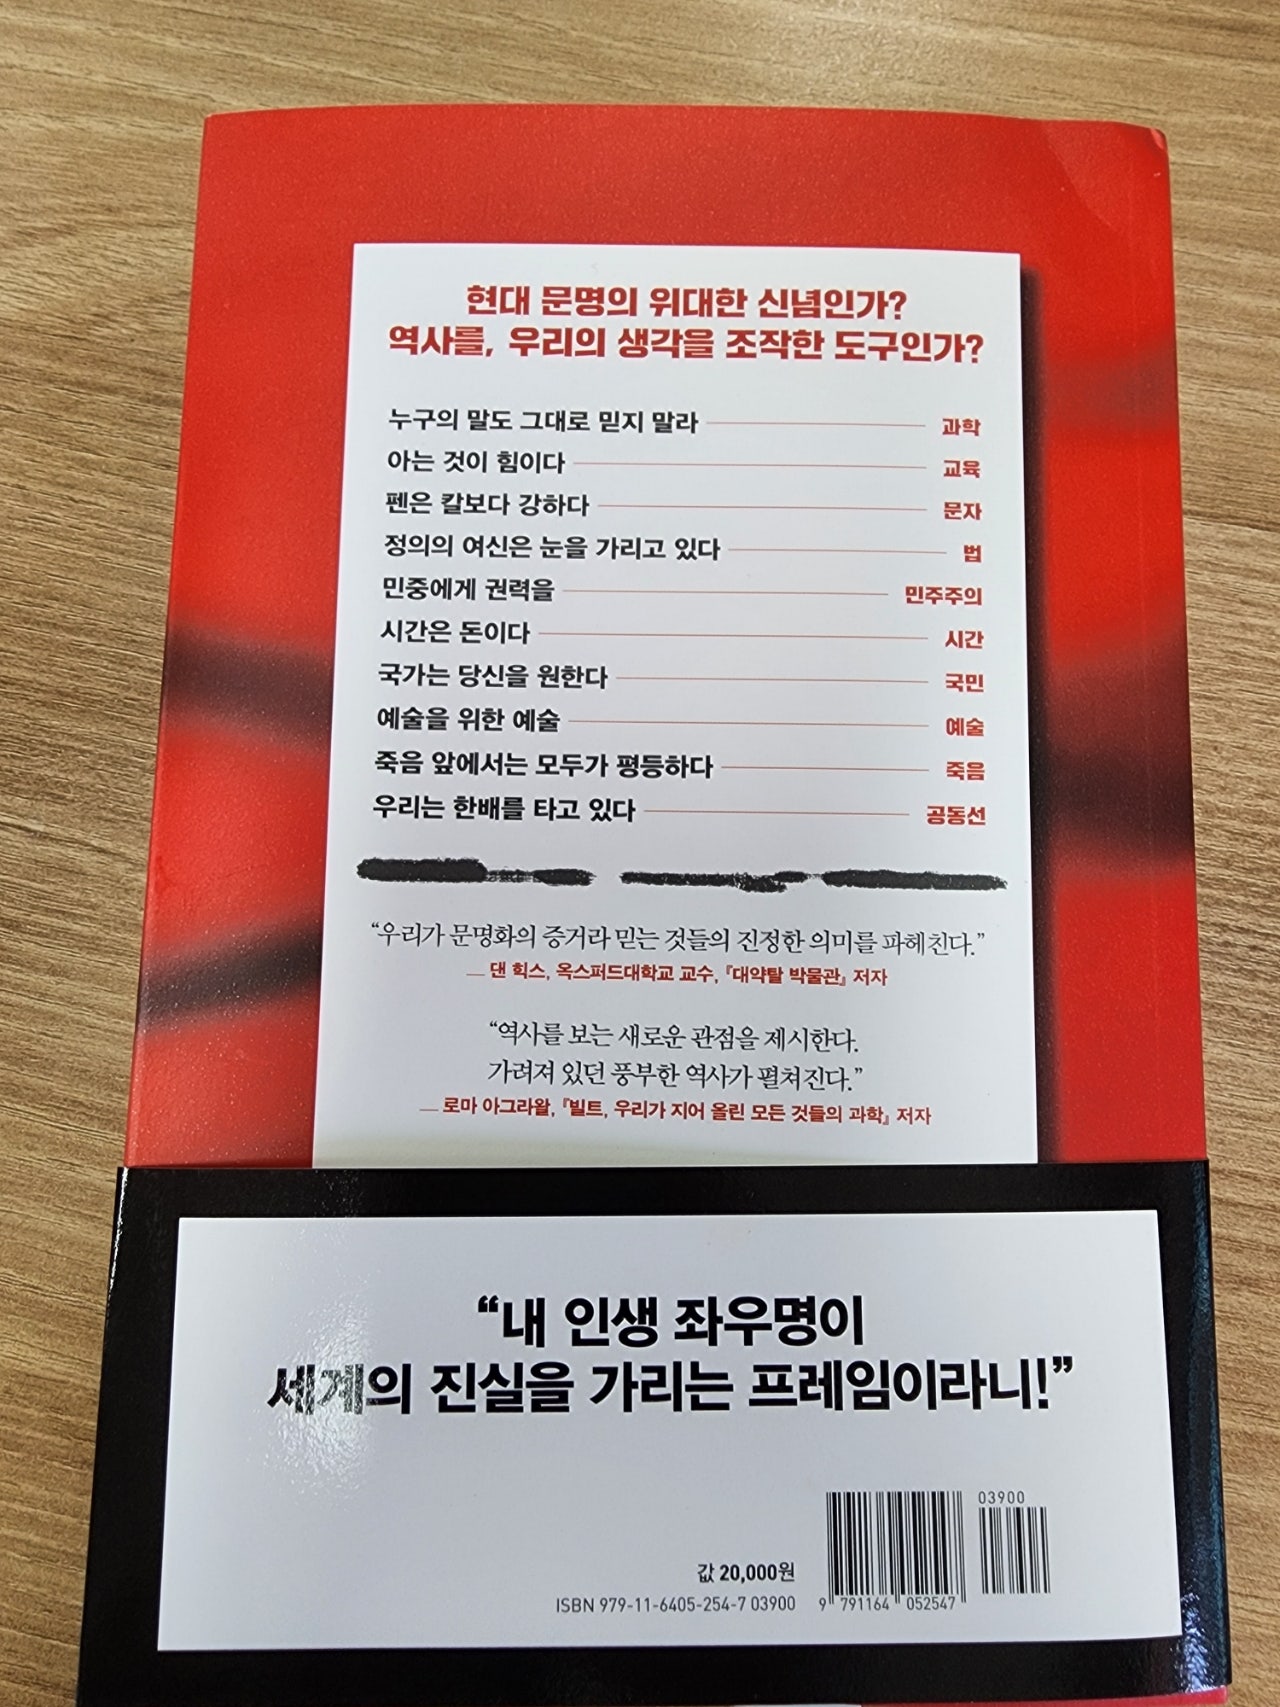 현대 문명의 위대한 신념인가?
역사를, 우리의 생각을 조작한 도구인가?
누구의 말도 그대로 믿지 말라 과학
아는 것이 힘이다 교육
펜은 칼보다 강하다 문자
정의의 여신은 눈을 가리고 있다 법
민중에게 권력을 민주주의
시간은 돈이다 시간
국가는 당신을 원한다 국민
예술을 위한 예술 예술
죽음 앞에서는 모두가 평등하다 죽음
우리는 한배를 타고 있다 공동선
“우리가 문명화의 증거라 믿는 것들의 진정한 의미를 파헤친다.”
— 댄 힉스, 옥스퍼드대학교 교수, 『대약탈 박물관』 저자
“역사를 보는 새로운 관점을 제시한다.
가려져 있던 풍부한 역사가 펼쳐진다.”
— 로마 아그라왈, 『빌트, 우리가 지어 올린 모든 것들의 과학』 저자
“내 인생 좌우명이
세계의 진실을 가리는 프레임이라니!”
03900
값 20,000원
ISBN 979-11-6405-254-7 03900
9 791164 052547